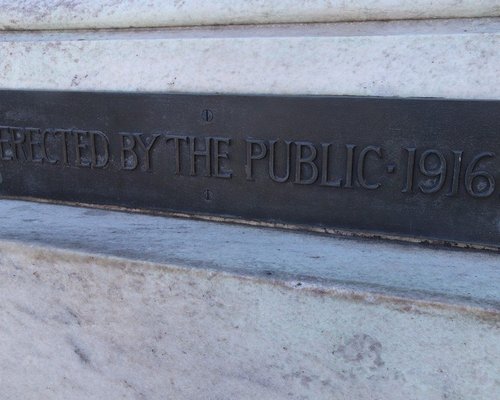 ERECTED BY THE PUBLIC · 1916